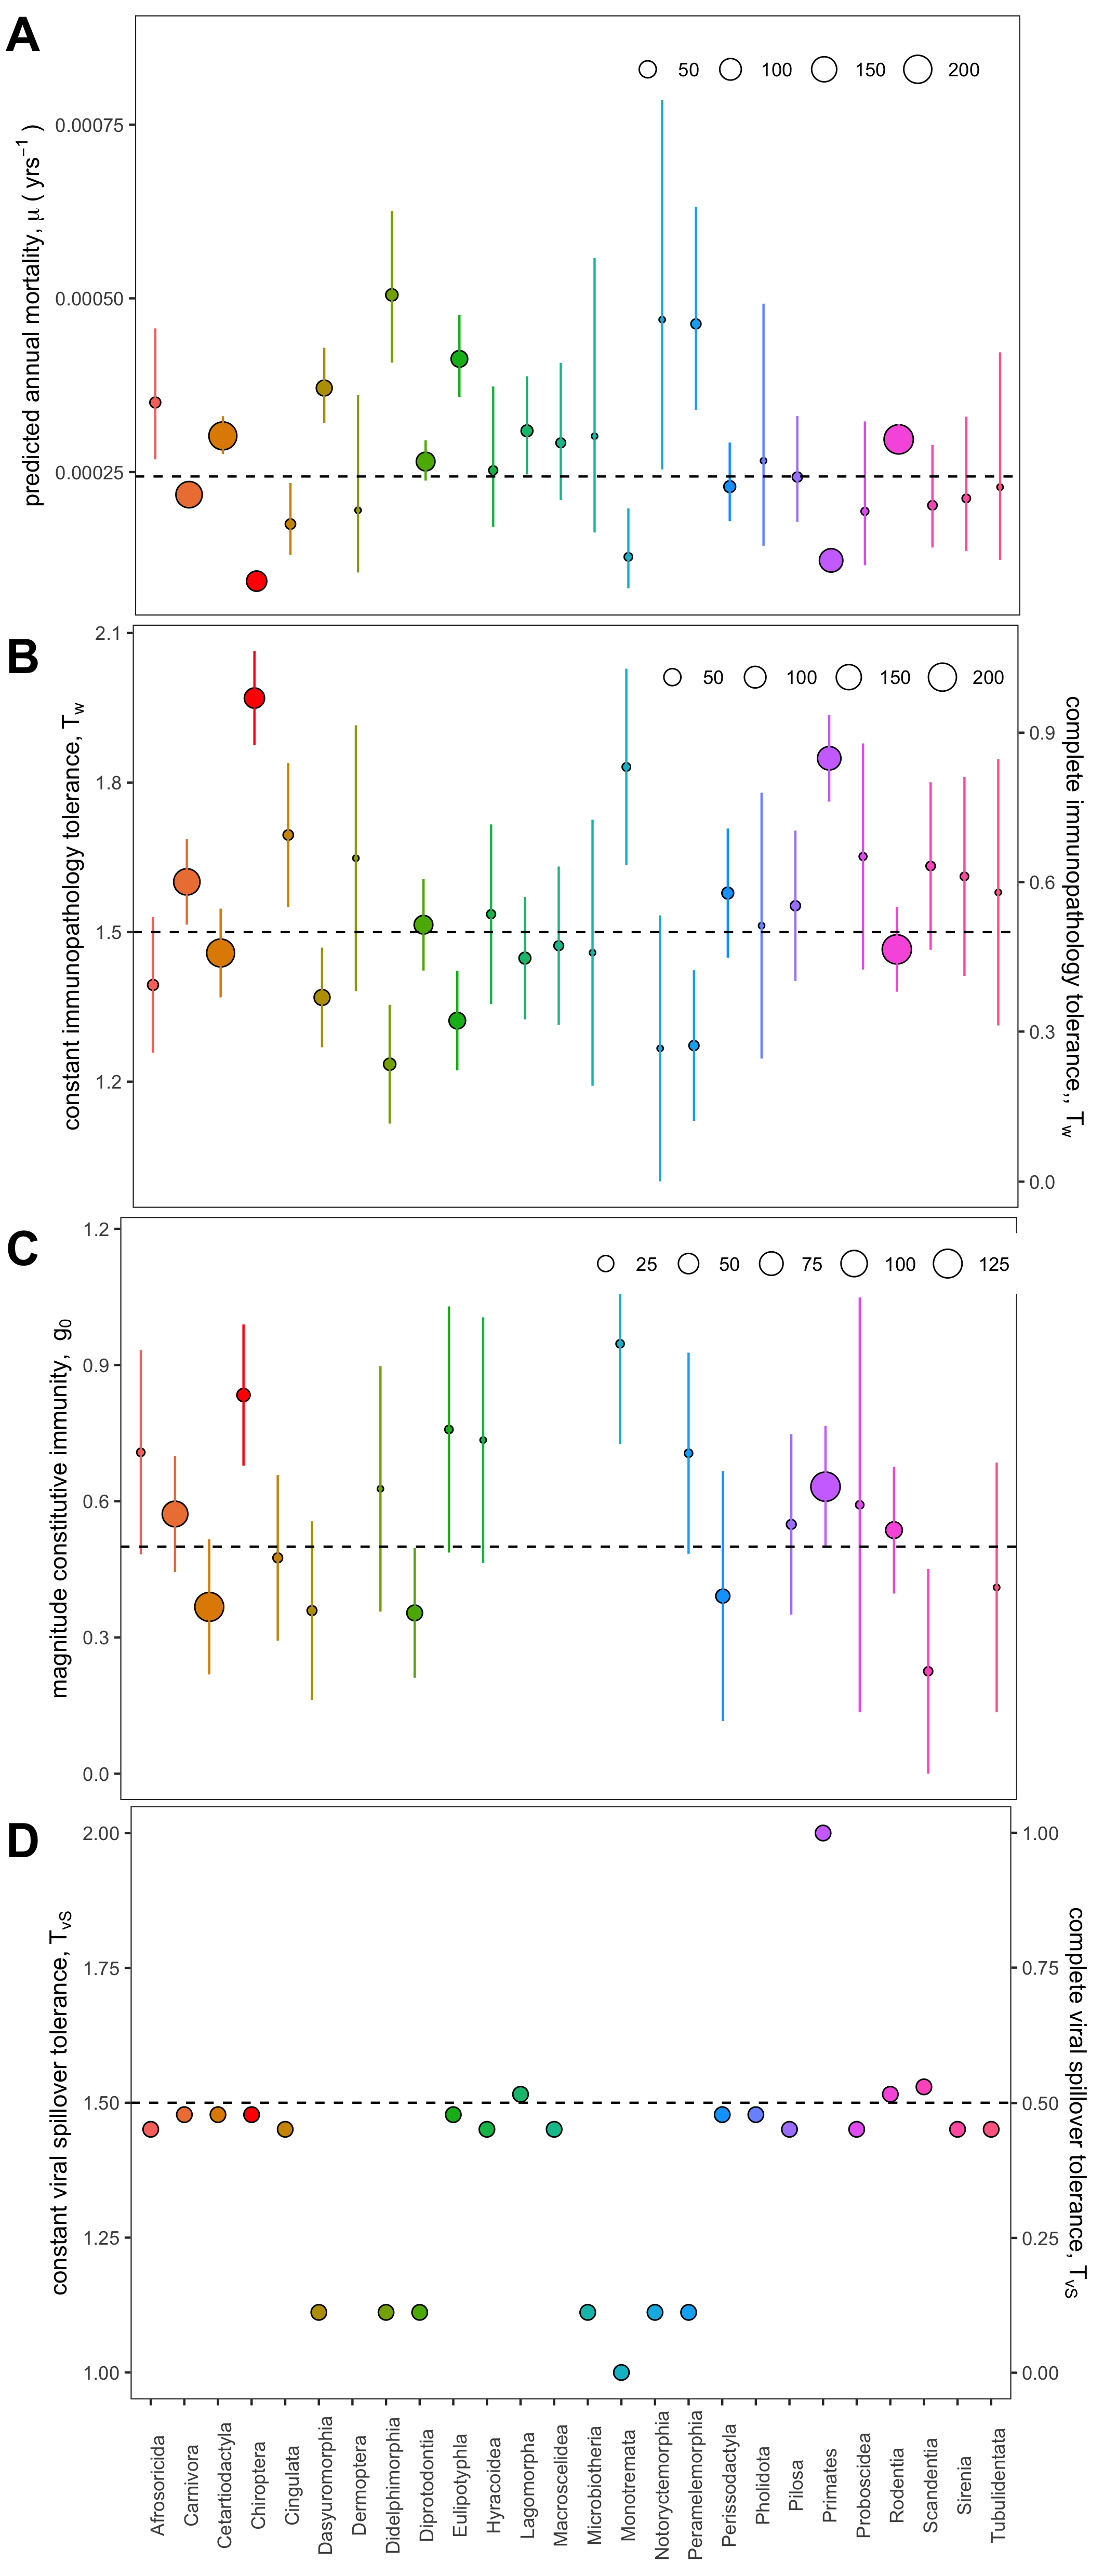 A
50 100 150 200
predicted annual mortality, μ ( yrs⁻¹ )
0.00075
0.00050
0.00025
B
50 100 150 200
constant immunopathology tolerance, Tw
2.1
1.8
1.5
1.2
0.9
0.6
0.3
0.0
complete immunopathology tolerance,, Tw
C
25 50 75 100 125
magnitude constitutive immunity, g0
1.2
0.9
0.6
0.3
0.0
D
constant viral spillover tolerance, TvS
2.00
1.75
1.50
1.25
1.00
1.00
0.75
0.50
0.25
0.00
complete viral spillover tolerance, TvS
Afrosoricida
Carnivora
Cetartiodactyla
Chiroptera
Cingulata
Dasyuromorphia
Dermoptera
Didelphimorphia
Diprotodontia
Eulipotyphla
Hyracoidea
Lagomorpha
Macroscelidea
Microbiotheria
Monotremata
Notoryctemorphia
Peramelemorphia
Perissodactyla
Pholidota
Pilosa
Primates
Proboscidea
Rodentia
Scandentia
Sirenia
Tubulidentata